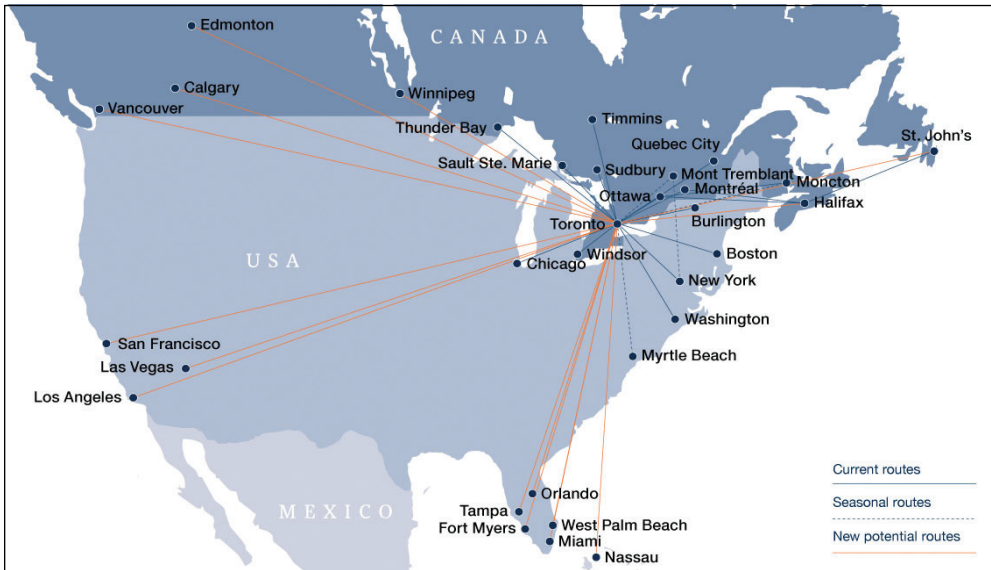 Edmonton
CANADA
Calgary
Winnipeg
Vancouver
Timmins
Thunder Bay
St. John's
Quebec City
Sault Ste. Marie
Sudbury
Mont Tremblant
Moncton
Montréal
Ottawa
Halifax
Burlington
Toronto
USA
Windsor
Boston
Chicago
New York
Washington
San Francisco
Myrtle Beach
Las Vegas
Los Angeles
Current routes
Orlando
Seasonal routes
MEXICO
Tampa
West Palm Beach
Fort Myers
New potential routes
Miami
Nassau